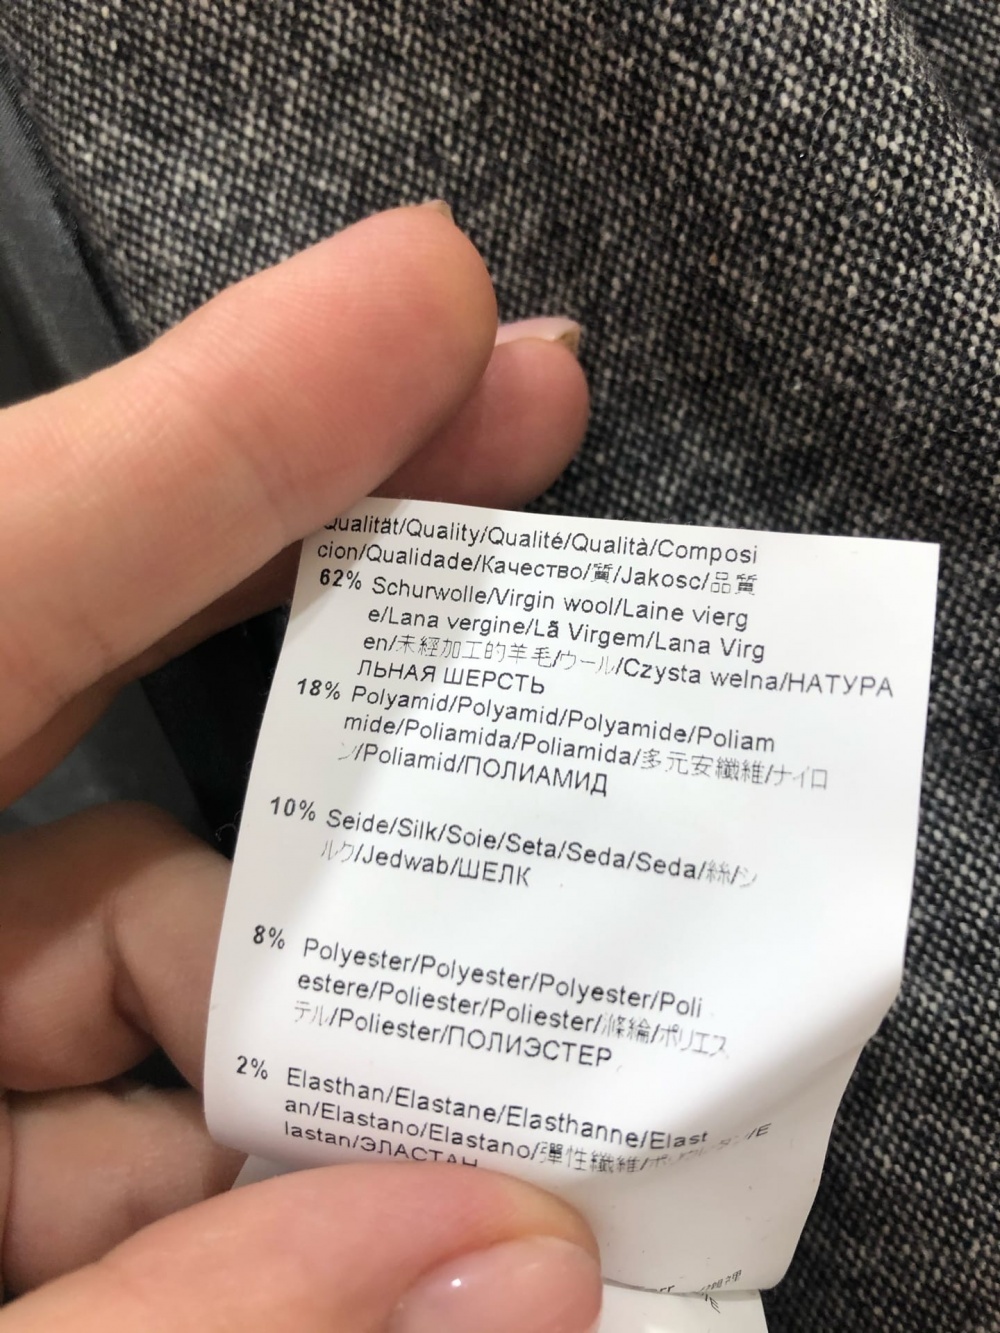 Qualität/Quality/Qualité/Qualità/Composi
cion/Qualidade/Качество/質/Jakosc/品質
62% Schurwolle/Virgin wool/Laine vierg
e/Lana vergine/Lã Virgem/Lana Virg
en/未經加工的羊毛/ウール/Czysta welna/НАТУРА
ЛЬНАЯ ШЕРСТЬ
18% Polyamid/Polyamid/Polyamide/Poliam
mide/Poliamida/Poliamida/多元安纖維/ナイロ
ン/Poliamid/ПОЛИАМИД
10% Seide/Silk/Soie/Seta/Seda/Seda/絲/シ
ルク/Jedwab/ШЕЛК
8% Polyester/Polyester/Polyester/Poli
estere/Poliester/Poliester/滌綸/ポリエス
テル/Poliester/ПОЛИЭСТЕР
2% Elasthan/Elastane/Elasthanne/Elast
an/Elastano/Elastano/彈性纖維/
lastan/ЭЛАСТАН